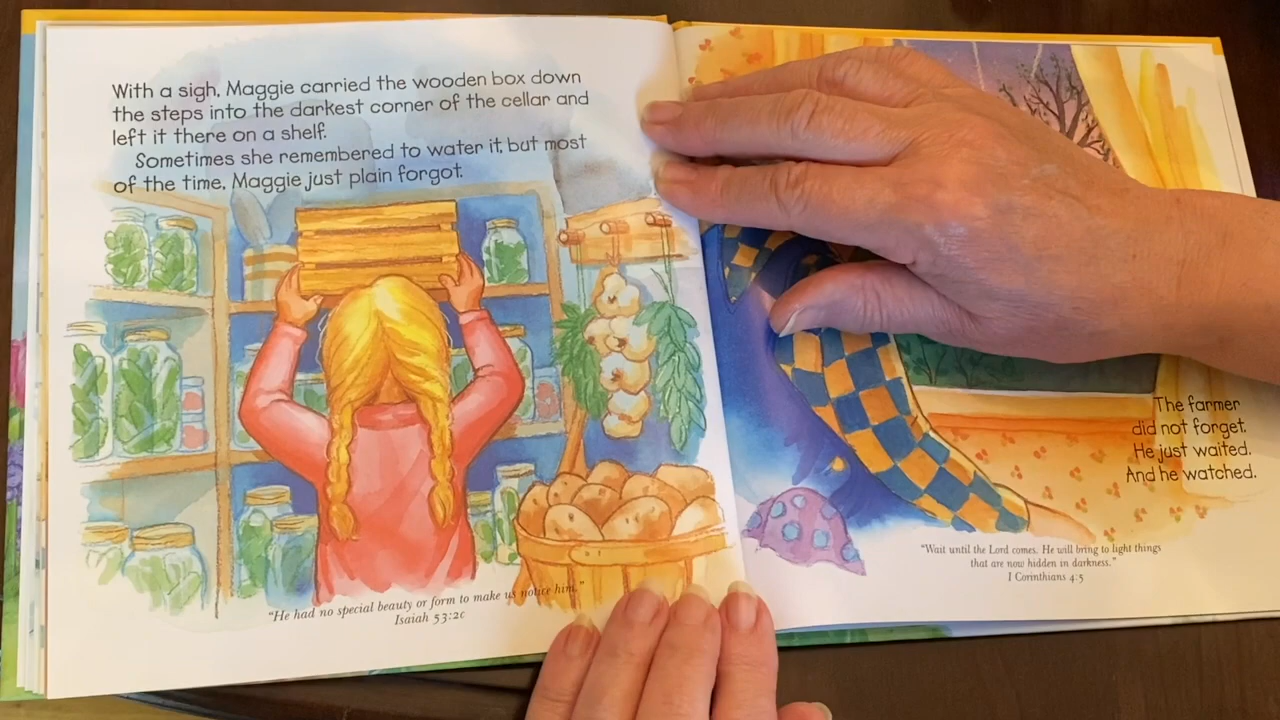 With a sigh, Maggie carried the wooden box down
the steps into the darkest corner of the cellar and
left it there on a shelf.
Sometimes she remembered to water it, but most
of the time, Maggie just plain forgot.
"He had no special beauty or form to make us notice him."
Isaiah 53:2c
The farmer
did not forget.
He just waited.
And he watched.
"Wait until the Lord comes. He will bring to light things
that are now hidden in darkness."
1 Corinthians 4:5